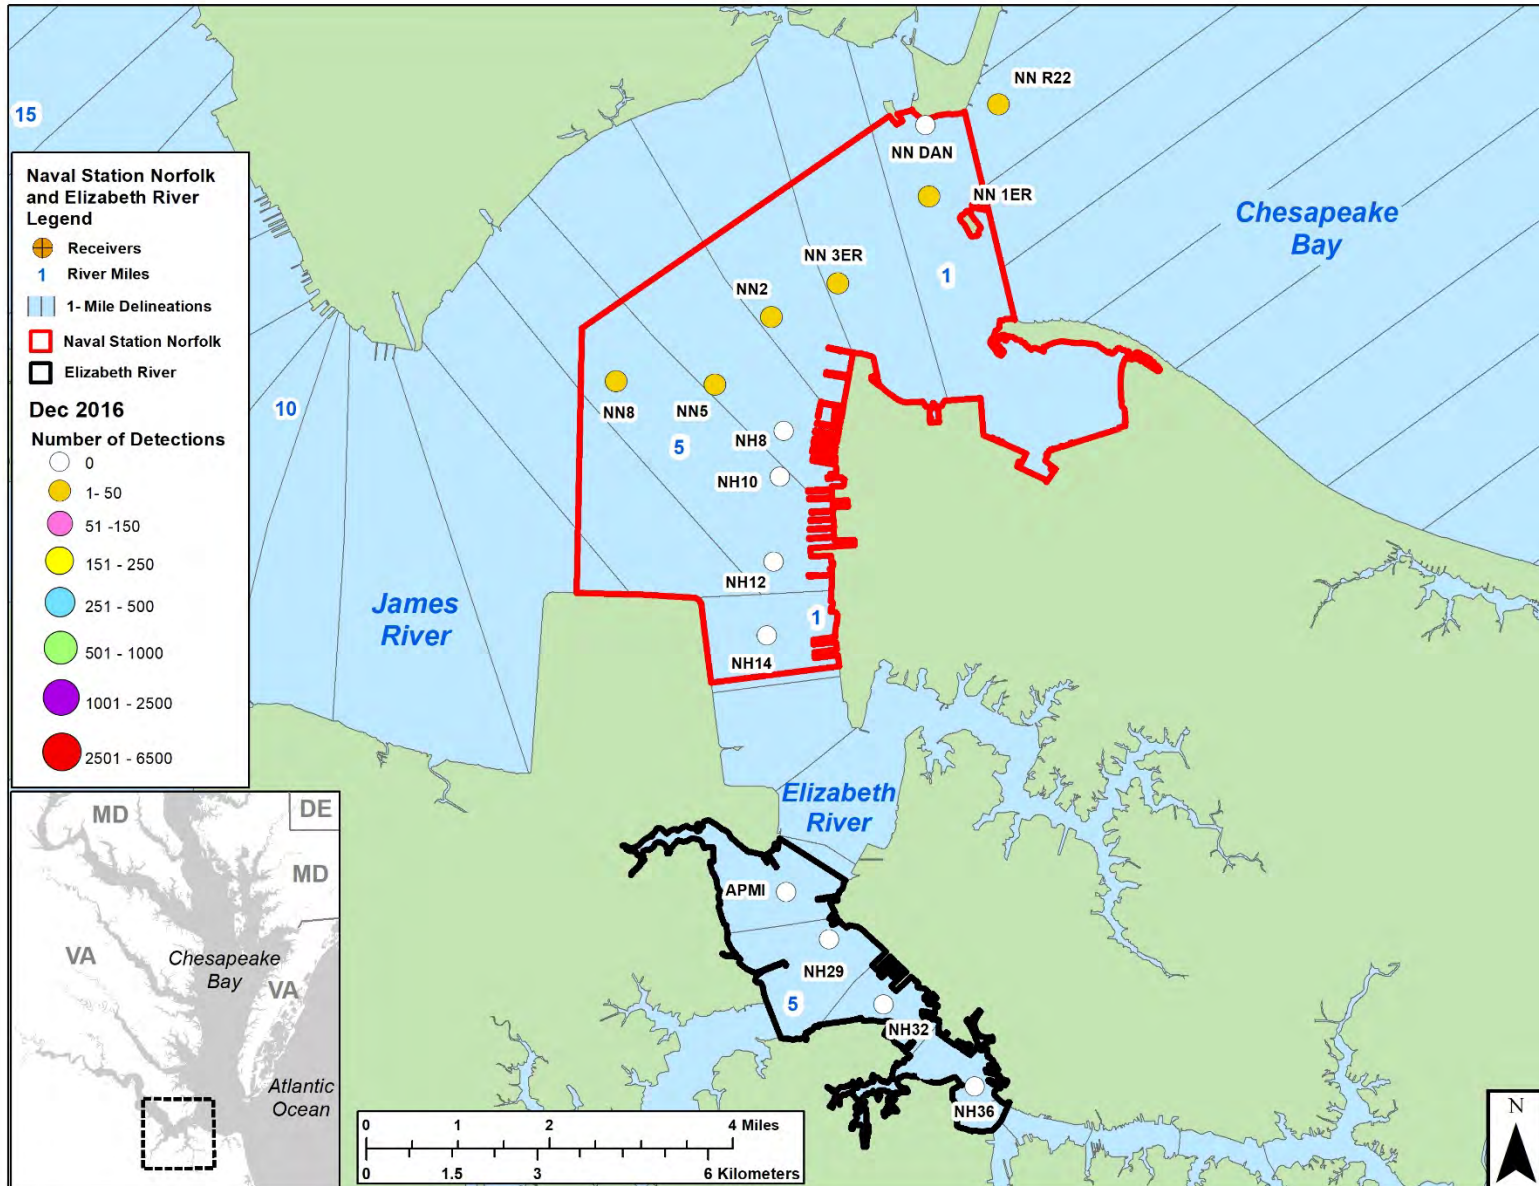 NN R22
15
NN DAN
Naval Station Norfolk
and Elizabeth River
Legend
Receivers
1 River Miles
1- Mile Delineations
Naval Station Norfolk
Elizabeth River
Dec 2016
Number of Detections
0
1- 50
51 -150
151 - 250
251 - 500
501 - 1000
1001 - 2500
2501 - 6500
NN 1ER
Chesapeake
Bay
NN 3ER
1
NN2
10
NN8
NN5
NH8
5
NH10
NH12
James
River
1
NH14
Elizabeth
River
APMI
NH29
5
NH32
NH36
MD
DE
MD
VA
Chesapeake
Bay
VA
Atlantic
Ocean
0 1 2 4 Miles
0 1.5 3 6 Kilometers
N